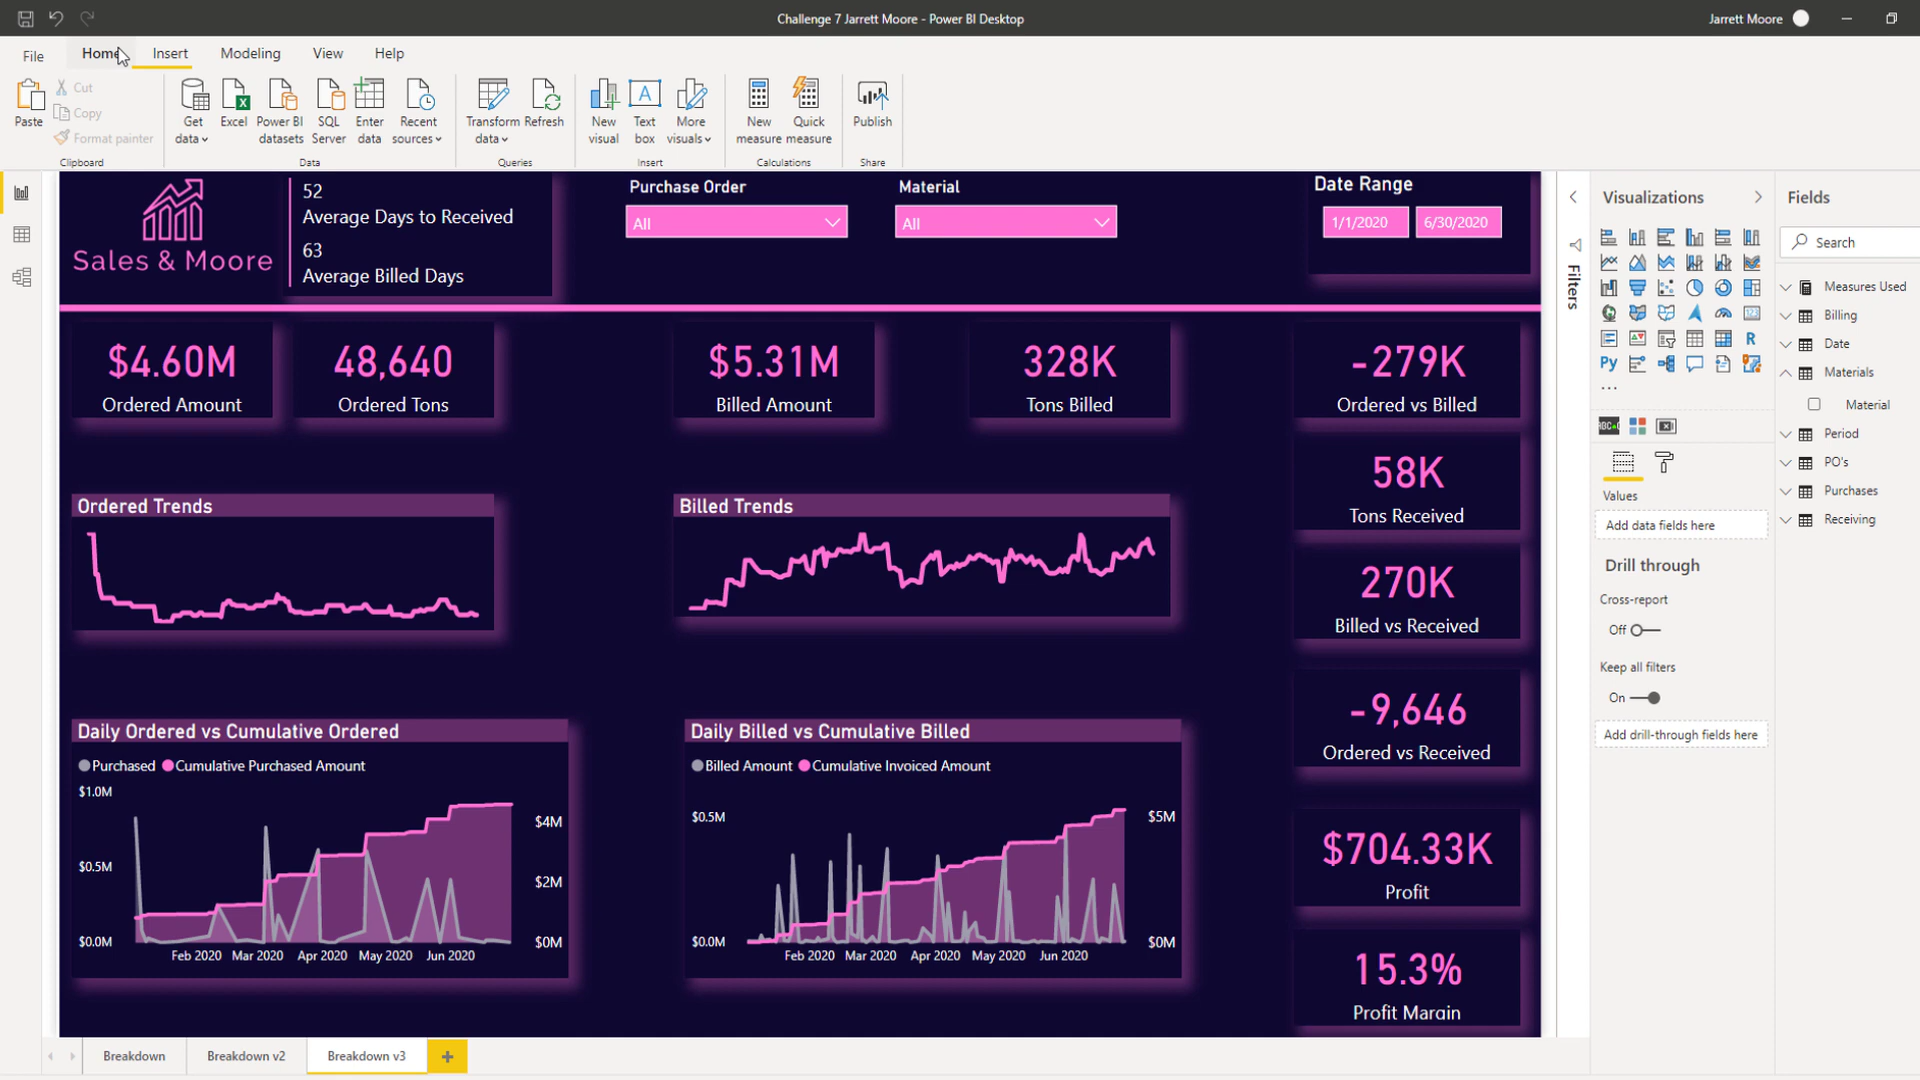 Challenge 7 Jarrett Moore - Power BI Desktop
Jarrett Moore
File
Home
Insert
Modeling
View
Help
Paste
Cut
Copy
Format painter
Clipboard
Get data
Excel
Power BI datasets
SQL Server
Enter data
Recent sources
Data
Transform data
Refresh
Queries
New visual
Text box
More visuals
Insert
New measure
Quick measure
Calculations
Publish
Share
Sales & Moore
52
Average Days to Received
63
Average Billed Days
Purchase Order
All
Material
All
Date Range
1/1/2020
6/30/2020
$4.60M
Ordered Amount
48,640
Ordered Tons
$5.31M
Billed Amount
328K
Tons Billed
-279K
Ordered vs Billed
58K
Tons Received
270K
Billed vs Received
-9,646
Ordered vs Received
$704.33K
Profit
15.3%
Profit Margin
Ordered Trends
Billed Trends
Daily Ordered vs Cumulative Ordered
Purchased
Cumulative Purchased Amount
$1.0M
$0.5M
$0.0M
$4M
$2M
$0M
Feb 2020
Mar 2020
Apr 2020
May 2020
Jun 2020
Daily Billed vs Cumulative Billed
Billed Amount
Cumulative Invoiced Amount
$0.5M
$0.0M
$5M
$0M
Feb 2020
Mar 2020
Apr 2020
May 2020
Jun 2020
Breakdown
Breakdown v2
Breakdown v3
Filters
Visualizations
123
R
Py
Values
Add data fields here
Drill through
Cross-report
Off
Keep all filters
On
Add drill-through fields here
Fields
Search
Measures Used
Billing
Date
Materials
Material
Period
PO's
Purchases
Receiving